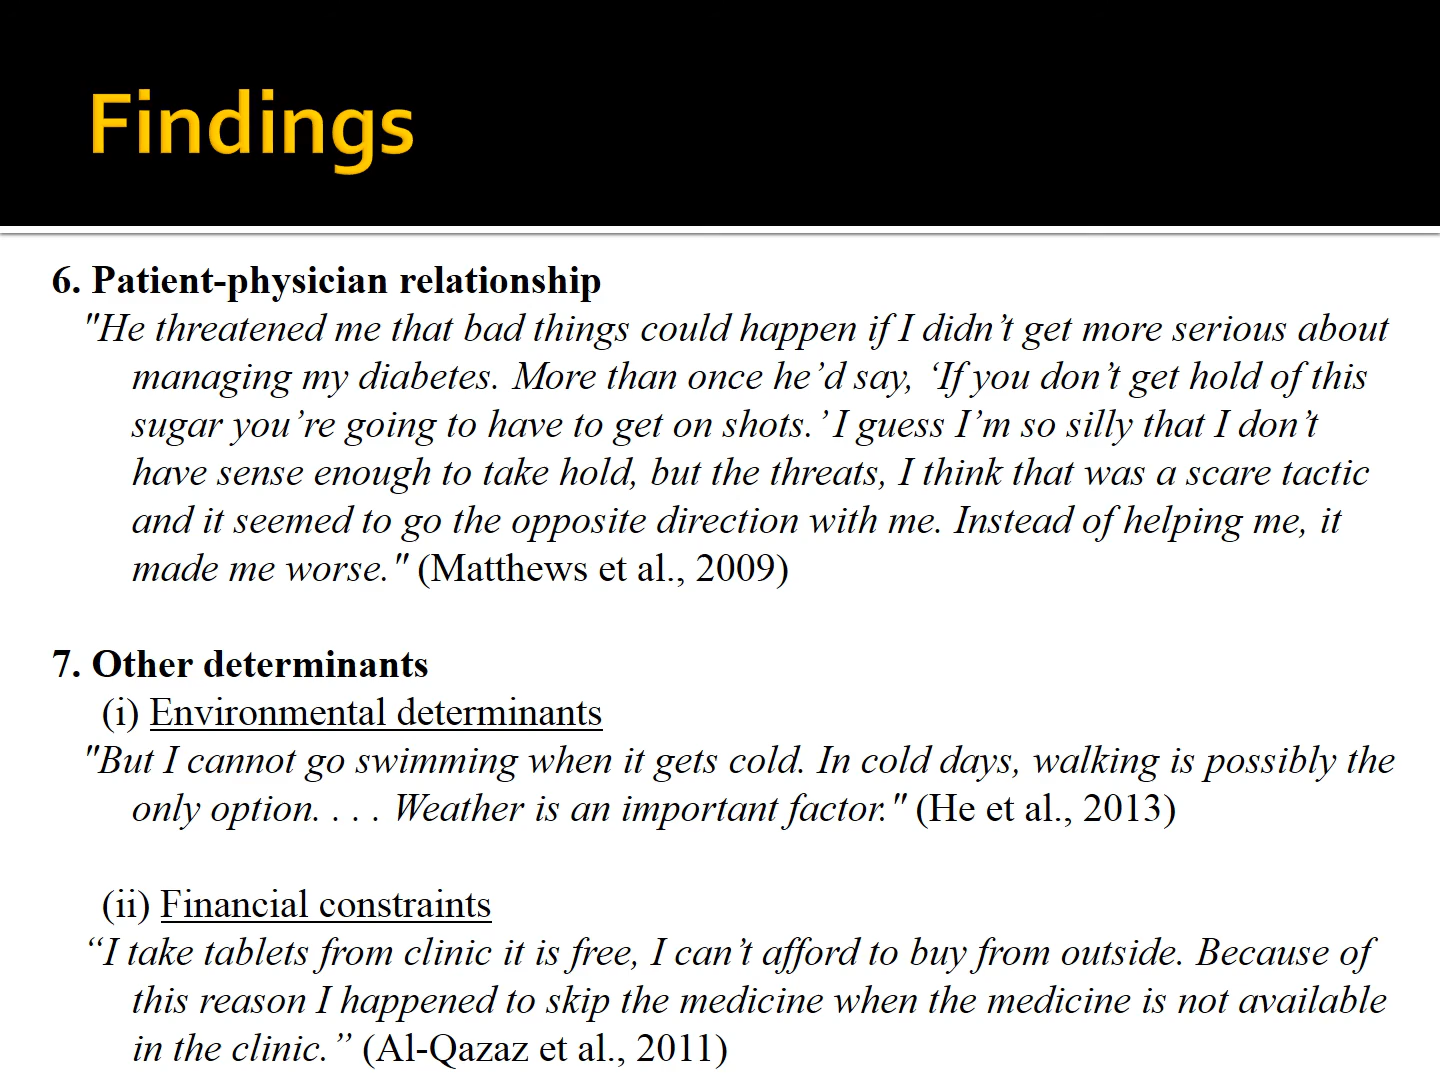 Findings
6. Patient-physician relationship
"He threatened me that bad things could happen if I didn’t get more serious about
managing my diabetes. More than once he’d say, ‘If you don’t get hold of this
sugar you’re going to have to get on shots.’ I guess I’m so silly that I don’t
have sense enough to take hold, but the threats, I think that was a scare tactic
and it seemed to go the opposite direction with me. Instead of helping me, it
made me worse." (Matthews et al., 2009)
7. Other determinants
(i) Environmental determinants
"But I cannot go swimming when it gets cold. In cold days, walking is possibly the
only option. . . . Weather is an important factor." (He et al., 2013)
(ii) Financial constraints
“I take tablets from clinic it is free, I can’t afford to buy from outside. Because of
this reason I happened to skip the medicine when the medicine is not available
in the clinic.” (Al-Qazaz et al., 2011)